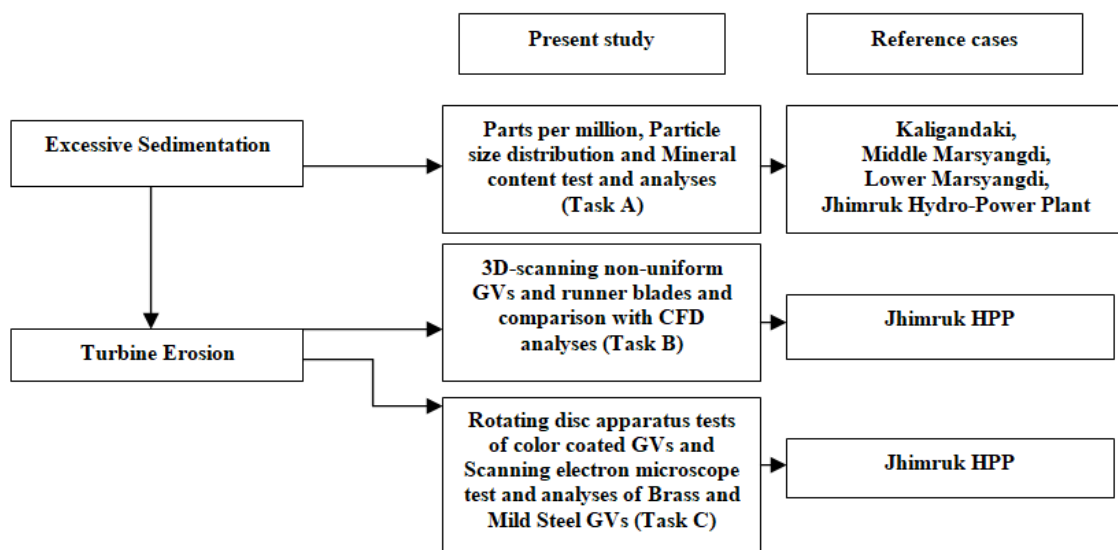 Present study
Reference cases
Excessive Sedimentation
Parts per million, Particle
size distribution and Mineral
content test and analyses
(Task A)
Kaligandaki,
Middle Marsyangdi,
Lower Marsyangdi,
Jhimruk Hydro-Power Plant
Turbine Erosion
3D-scanning non-uniform
GVs and runner blades and
comparison with CFD
analyses (Task B)
Jhimruk HPP
Rotating disc apparatus tests
of color coated GVs and
Scanning electron microscope
test and analyses of Brass and
Mild Steel GVs (Task C)
Jhimruk HPP